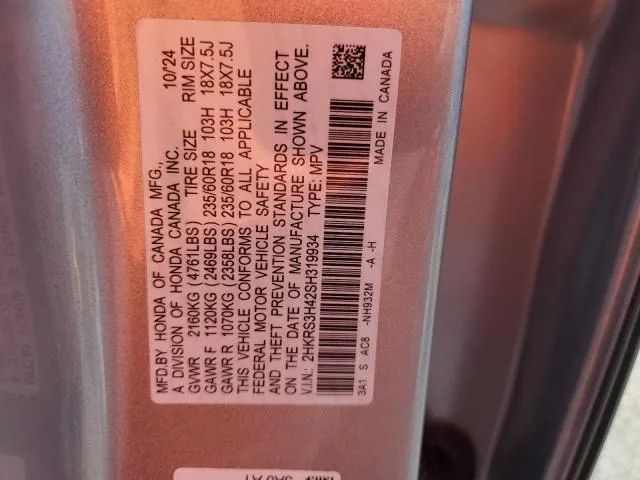 MFD.BY HONDA OF CANADA MFG., 10/24
A DIVISION OF HONDA CANADA INC.
GVWR 2160KG (4761LBS) TIRE SIZE RIM SIZE
GAWR F 1120KG (2469LBS) 235/60R18 103H 18X7.5J
GAWR R 1070KG (2358LBS) 235/60R18 103H 18X7.5J
THIS VEHICLE CONFORMS TO ALL APPLICABLE
FEDERAL MOTOR VEHICLE SAFETY
AND THEFT PREVENTION STANDARDS IN EFFECT
ON THE DATE OF MANUFACTURE SHOWN ABOVE.
V.I.N.: 2HKRS3H42SH319934 TYPE: MPV
3A1 S AC8 -NH932M -A -H
MADE IN CANADA